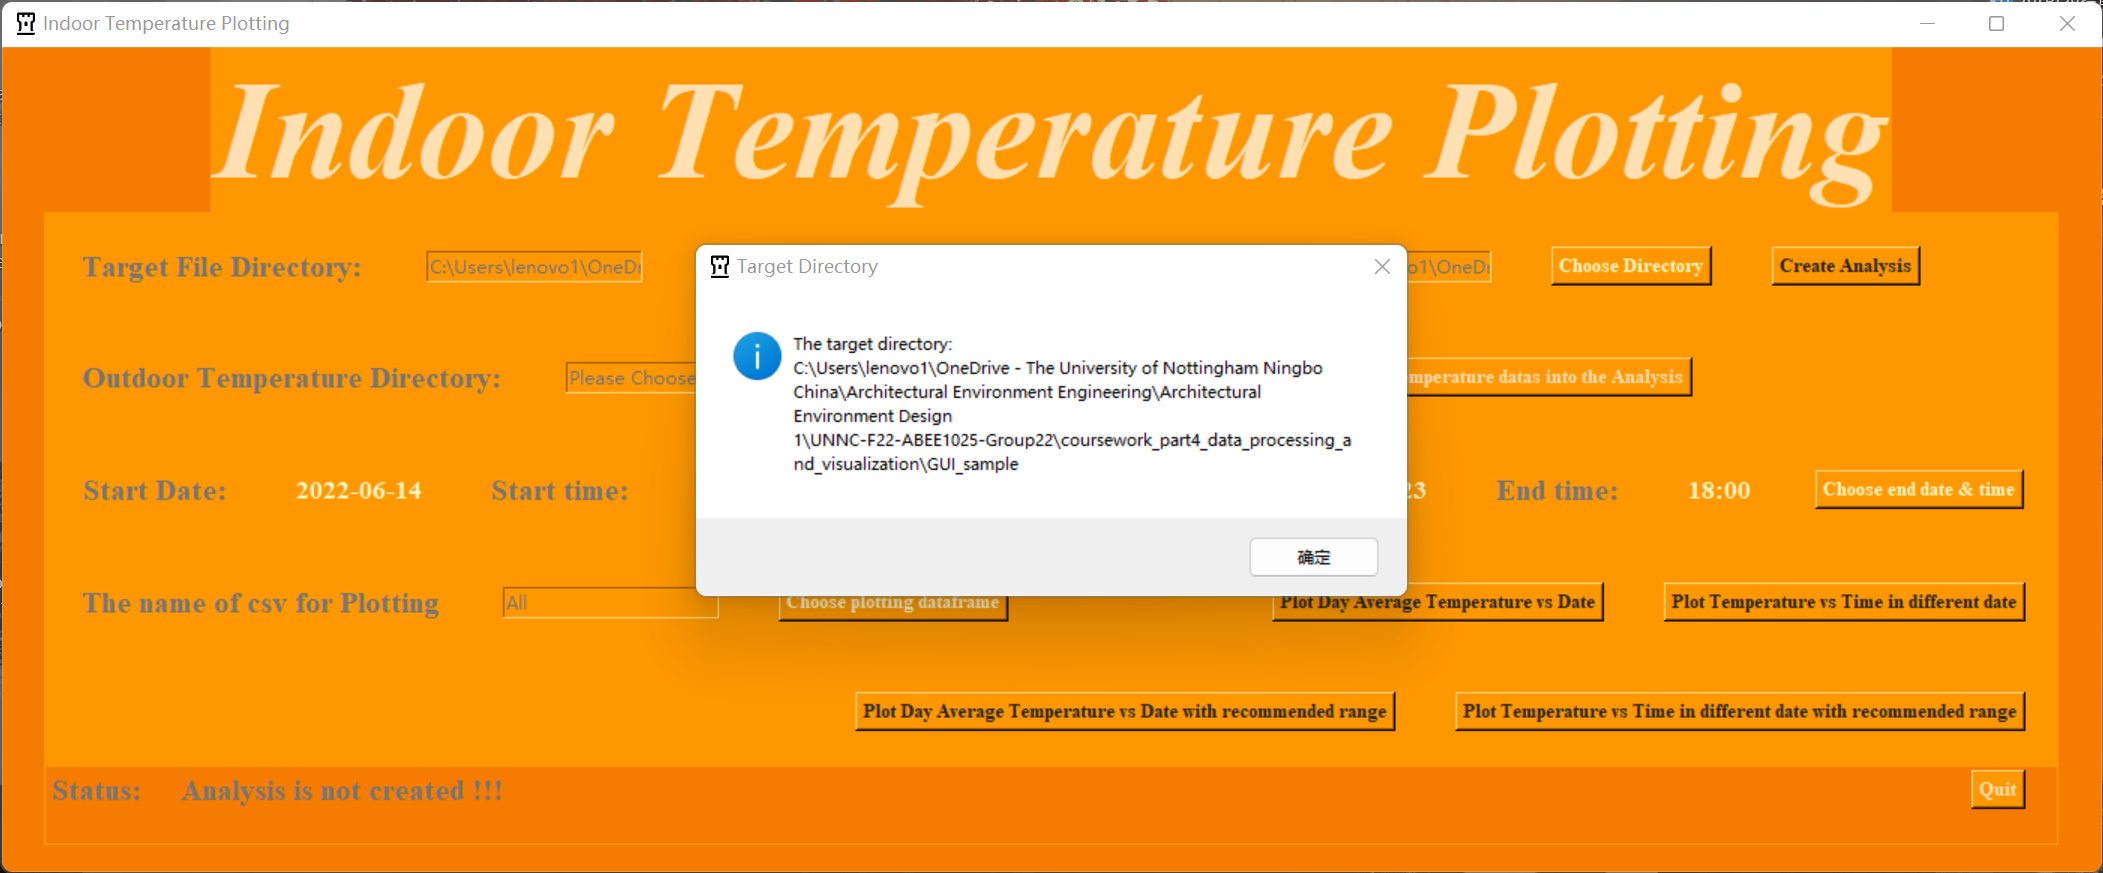 Indoor Temperature Plotting
Indoor Temperature Plotting
Target File Directory:
C:\Users\lenovo1\OneDr
o1\OneDr
Choose Directory
Create Analysis
Target Directory
The target directory:
C:\Users\lenovo1\OneDrive - The University of Nottingham Ningbo
China\Architectural Environment Engineering\Architectural
Environment Design
1\UNNC-F22-ABEE1025-Group22\coursework_part4_data_processing_a
nd_visualization\GUI_sample
确定
Outdoor Temperature Directory:
Please Choose
mperature datas into the Analysis
Start Date:
2022-06-14
Start time:
23
End time:
18:00
Choose end date & time
The name of csv for Plotting
All
Choose plotting dataframe
Plot Day Average Temperature vs Date
Plot Temperature vs Time in different date
Plot Day Average Temperature vs Date with recommended range
Plot Temperature vs Time in different date with recommended range
Status:
Analysis is not created !!!
Quit